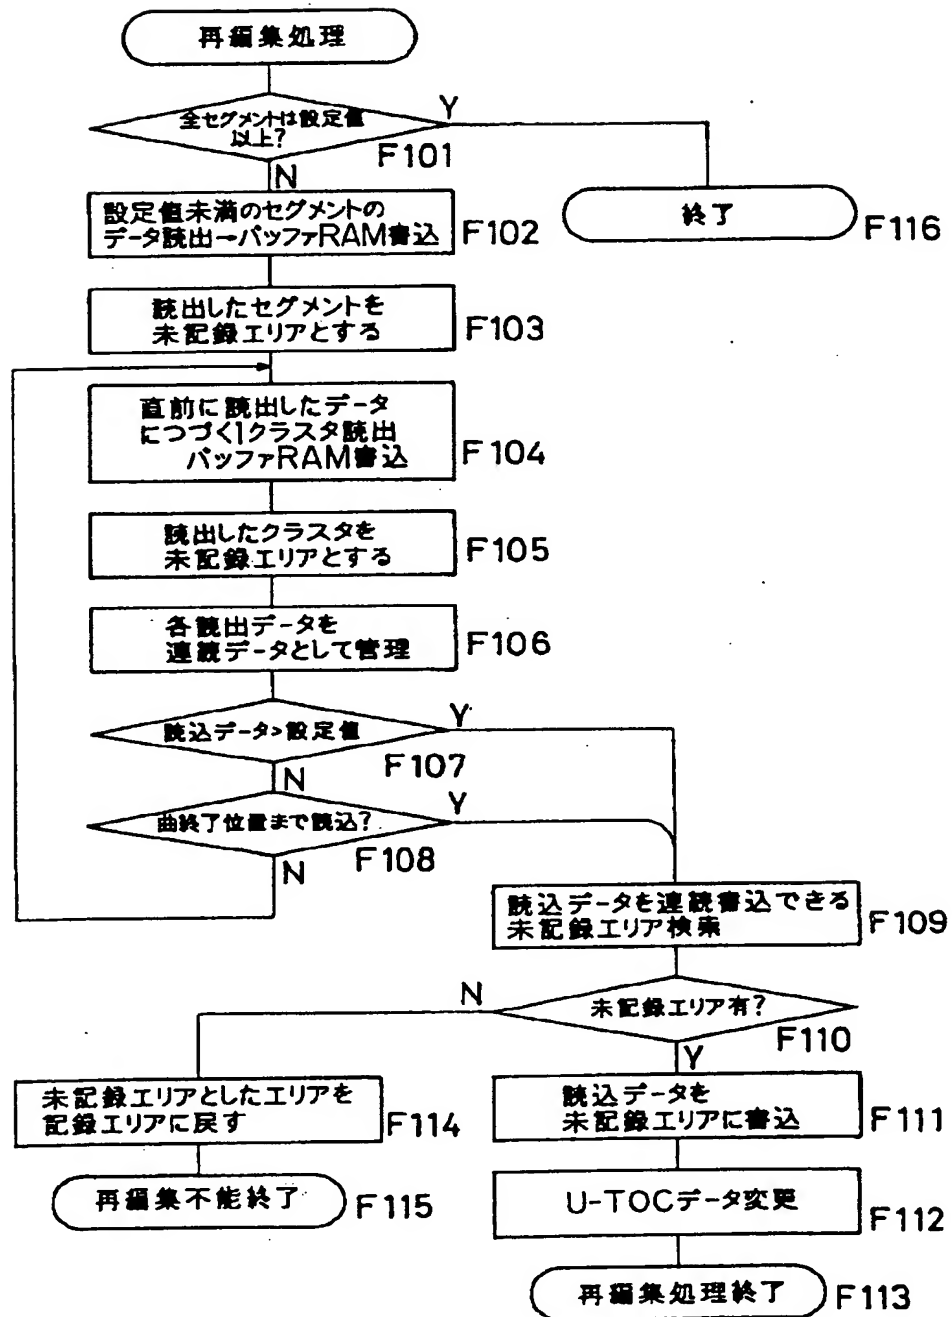 再編集処理
全セグメントは設定値
以上?
Y
F101
N
設定値未満のセグメントの
データ読出→バッファRAM書込
F102
終了
F116
読出したセグメントを
未記録エリアとする
F103
直前に読出したデータ
につづく1クラスタ読出
バッファRAM書込
F104
読出したクラスタを
未記録エリアとする
F105
各読出データを
連続データとして管理
F106
読込データ>設定値
Y
F107
N
曲終了位置まで読込?
Y
F108
N
読込データを連続書込できる
未記録エリア検索
F109
N
未記録エリア有?
F110
Y
未記録エリアとしたエリアを
記録エリアに戻す
F114
読込データを
未記録エリアに書込
F111
再編集不能終了
F115
U-TOCデータ変更
F112
再編集処理終了
F113